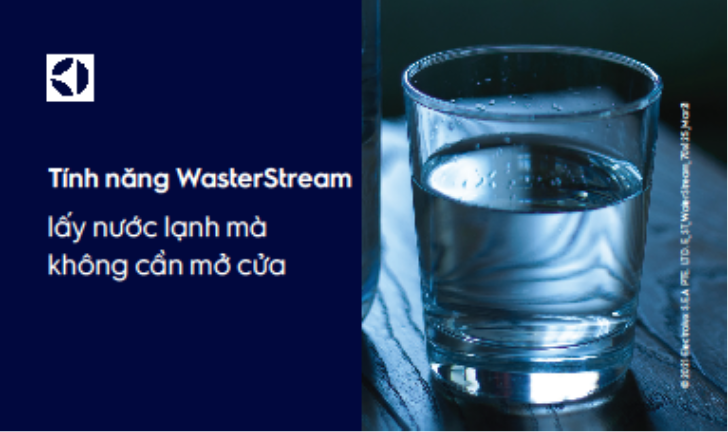 Tính năng WasterStream
lấy nước lạnh mà
không cần mở cửa